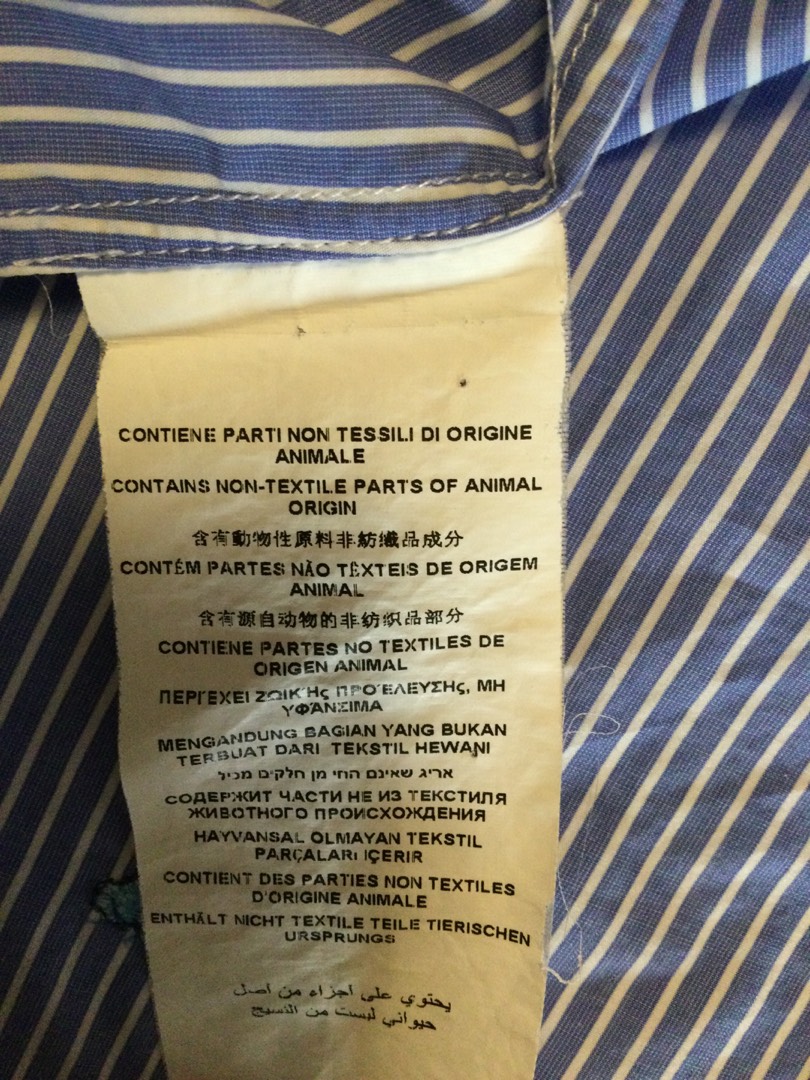 CONTIENE PARTI NON TESSILI DI ORIGINE
ANIMALE
CONTAINS NON-TEXTILE PARTS OF ANIMAL
ORIGIN
含有動物性原料非紡織品成分
CONTÉM PARTES NÃO TÊXTEIS DE ORIGEM
ANIMAL
含有源自动物的非纺织品部分
CONTIENE PARTES NO TEXTILES DE
ORIGEN ANIMAL
ΠΕΡΓΕΧΕΙ ΖΩΙΚΉς ΠΡΟΈΛΕΥΣΗς, ΜΗ
ΥΦΆΝΣΙΜΑ
MENGANDUNG BAGIAN YANG BUKAN
TERBUAT DARI TEKSTIL HEWANI
אריג שאינם החי מן חלקים מכיל
СОДЕРЖИТ ЧАСТИ НЕ ИЗ ТЕКСТИЛЯ
ЖИВОТНОГО ПРОИСХОЖДЕНИЯ
HAYVANSAL OLMAYAN TEKSTIL
PARÇALARı IÇERIR
CONTIENT DES PARTIES NON TEXTILES
D'ORIGINE ANIMALE
ENTHÄLT NICHT TEXTILE TEILE TIERISCHEN
URSPRUNGS
يحتوي على اجزاء من اصل
حيواني ليست من النسيج